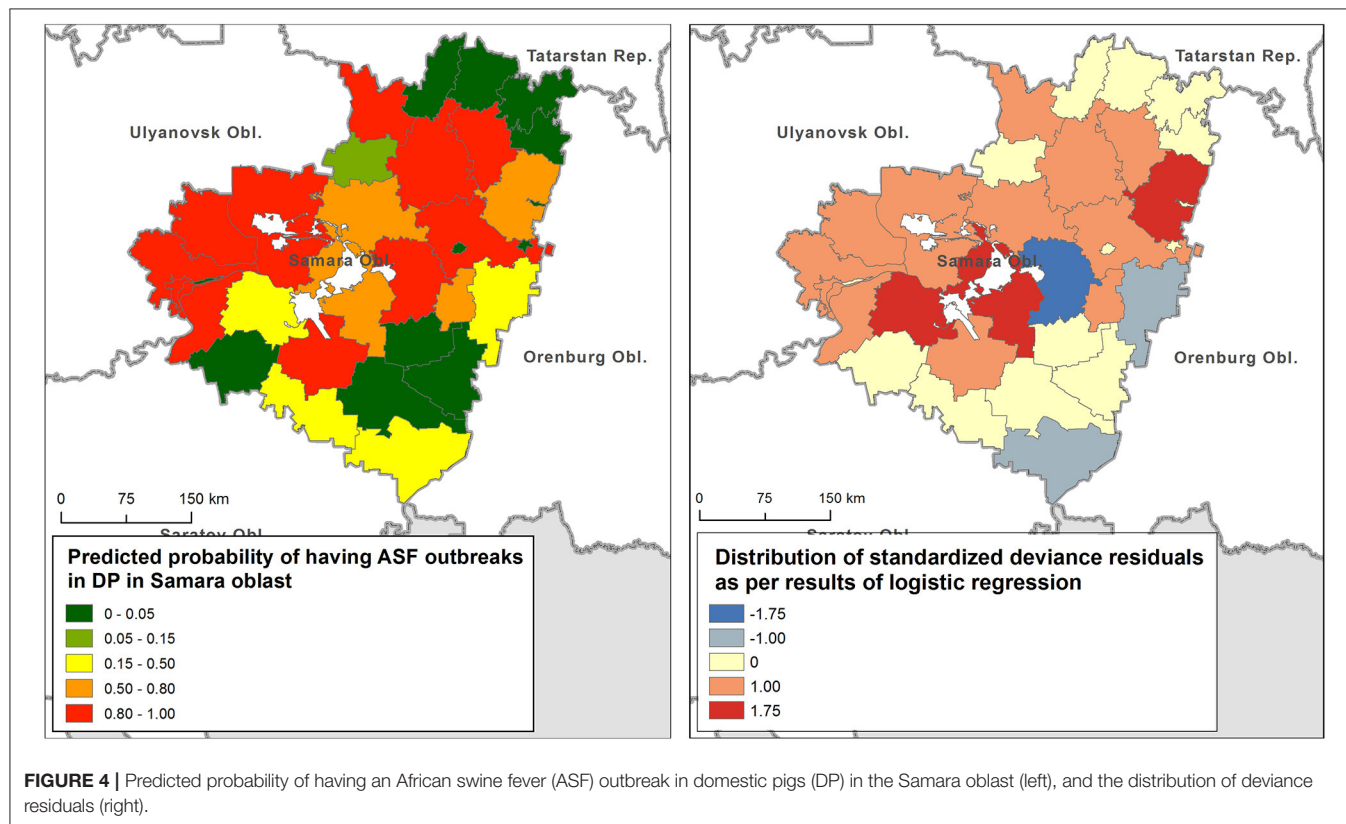 Tatarstan Rep.
Ulyanovsk Obl.
Samara Obl.
Orenburg Obl.
0 75 150 km
Saratov Obl.
Predicted probability of having ASF outbreaks
in DP in Samara oblast
0 - 0.05
0.05 - 0.15
0.15 - 0.50
0.50 - 0.80
0.80 - 1.00
Tatarstan Rep.
Ulyanovsk Obl.
Samara Obl.
Orenburg Obl.
0 75 150 km
Saratov Obl.
Distribution of standardized deviance residuals
as per results of logistic regression
-1.75
-1.00
0
1.00
1.75
FIGURE 4 | Predicted probability of having an African swine fever (ASF) outbreak in domestic pigs (DP) in the Samara oblast (left), and the distribution of deviance
residuals (right).